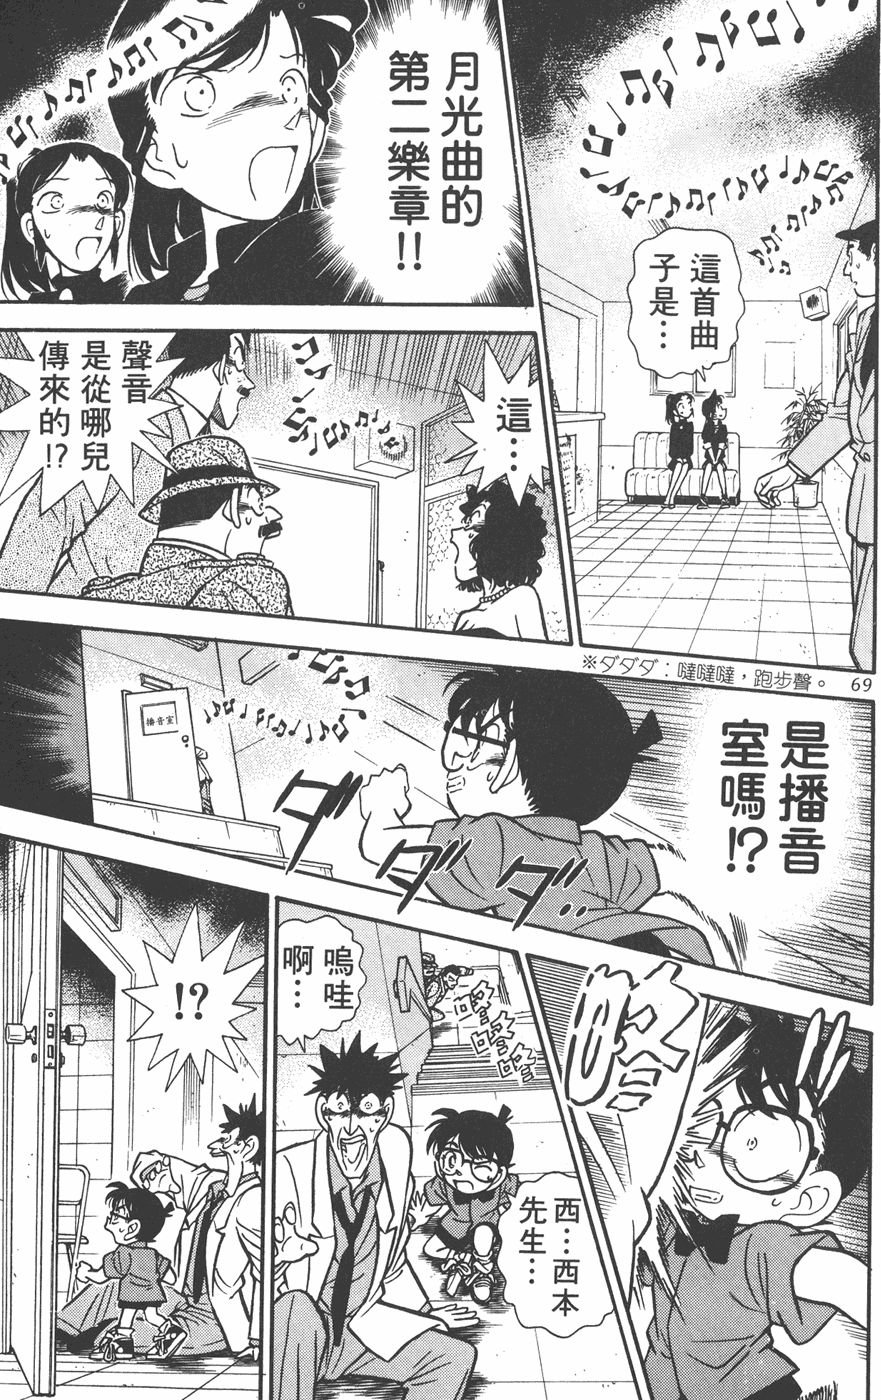 這首曲
子是…
月光曲的
第二樂章!!
這…
聲音
是從哪兒
傳來的!?
※ダダダ：噠噠噠，跑步聲。
69
是播音
室嗎!?
播音室
ダ
ダ
ダ‥
西…西本
先生…
嗚哇
啊…
!?